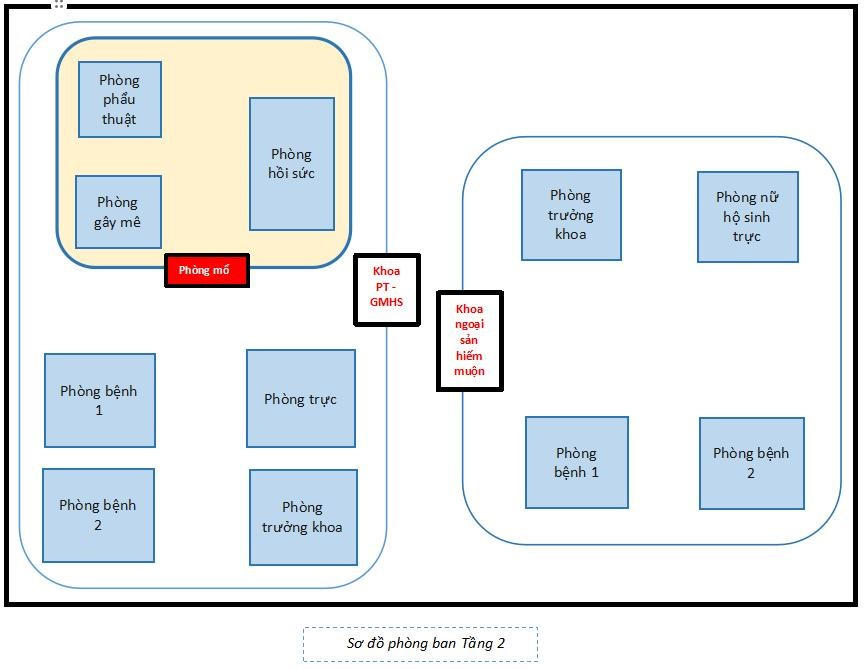 Phòng
phẩu
thuật
Phòng
hồi sức
Phòng
gây mê
Phòng mổ
Khoa
PT -
GMHS
Phòng bệnh
1
Phòng trực
Phòng bệnh
2
Phòng
trưởng khoa
Phòng
trưởng
khoa
Phòng nữ
hộ sinh
trực
Khoa
ngoại
sản
hiếm
muộn
Phòng
bệnh 1
Phòng bệnh
2
Sơ đồ phòng ban Tầng 2